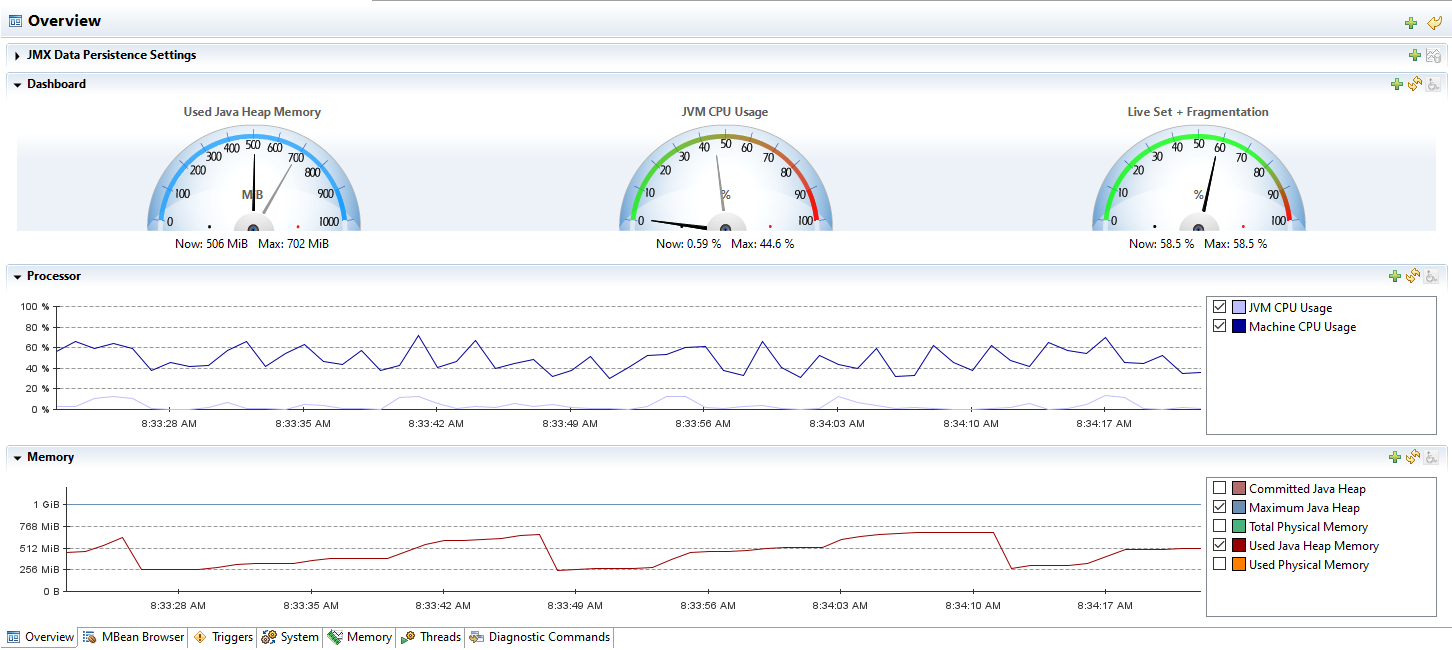 Overview
JMX Data Persistence Settings
Dashboard
Used Java Heap Memory
0 100 200 300 400 500 600 700 800 900 1000
MiB
Now: 506 MiB Max: 702 MiB
JVM CPU Usage
0 10 20 30 40 50 60 70 80 90 100
%
Now: 0.59 % Max: 44.6 %
Live Set + Fragmentation
0 10 20 30 40 50 60 70 80 90 100
%
Now: 58.5 % Max: 58.5 %
Processor
100 %
80 %
60 %
40 %
20 %
0 %
8:33:28 AM 8:33:35 AM 8:33:42 AM 8:33:49 AM 8:33:56 AM 8:34:03 AM 8:34:10 AM 8:34:17 AM
JVM CPU Usage
Machine CPU Usage
Memory
1 GiB
768 MiB
512 MiB
256 MiB
0 B
8:33:28 AM 8:33:35 AM 8:33:42 AM 8:33:49 AM 8:33:56 AM 8:34:03 AM 8:34:10 AM 8:34:17 AM
Committed Java Heap
Maximum Java Heap
Total Physical Memory
Used Java Heap Memory
Used Physical Memory
Overview MBean Browser Triggers System Memory Threads Diagnostic Commands